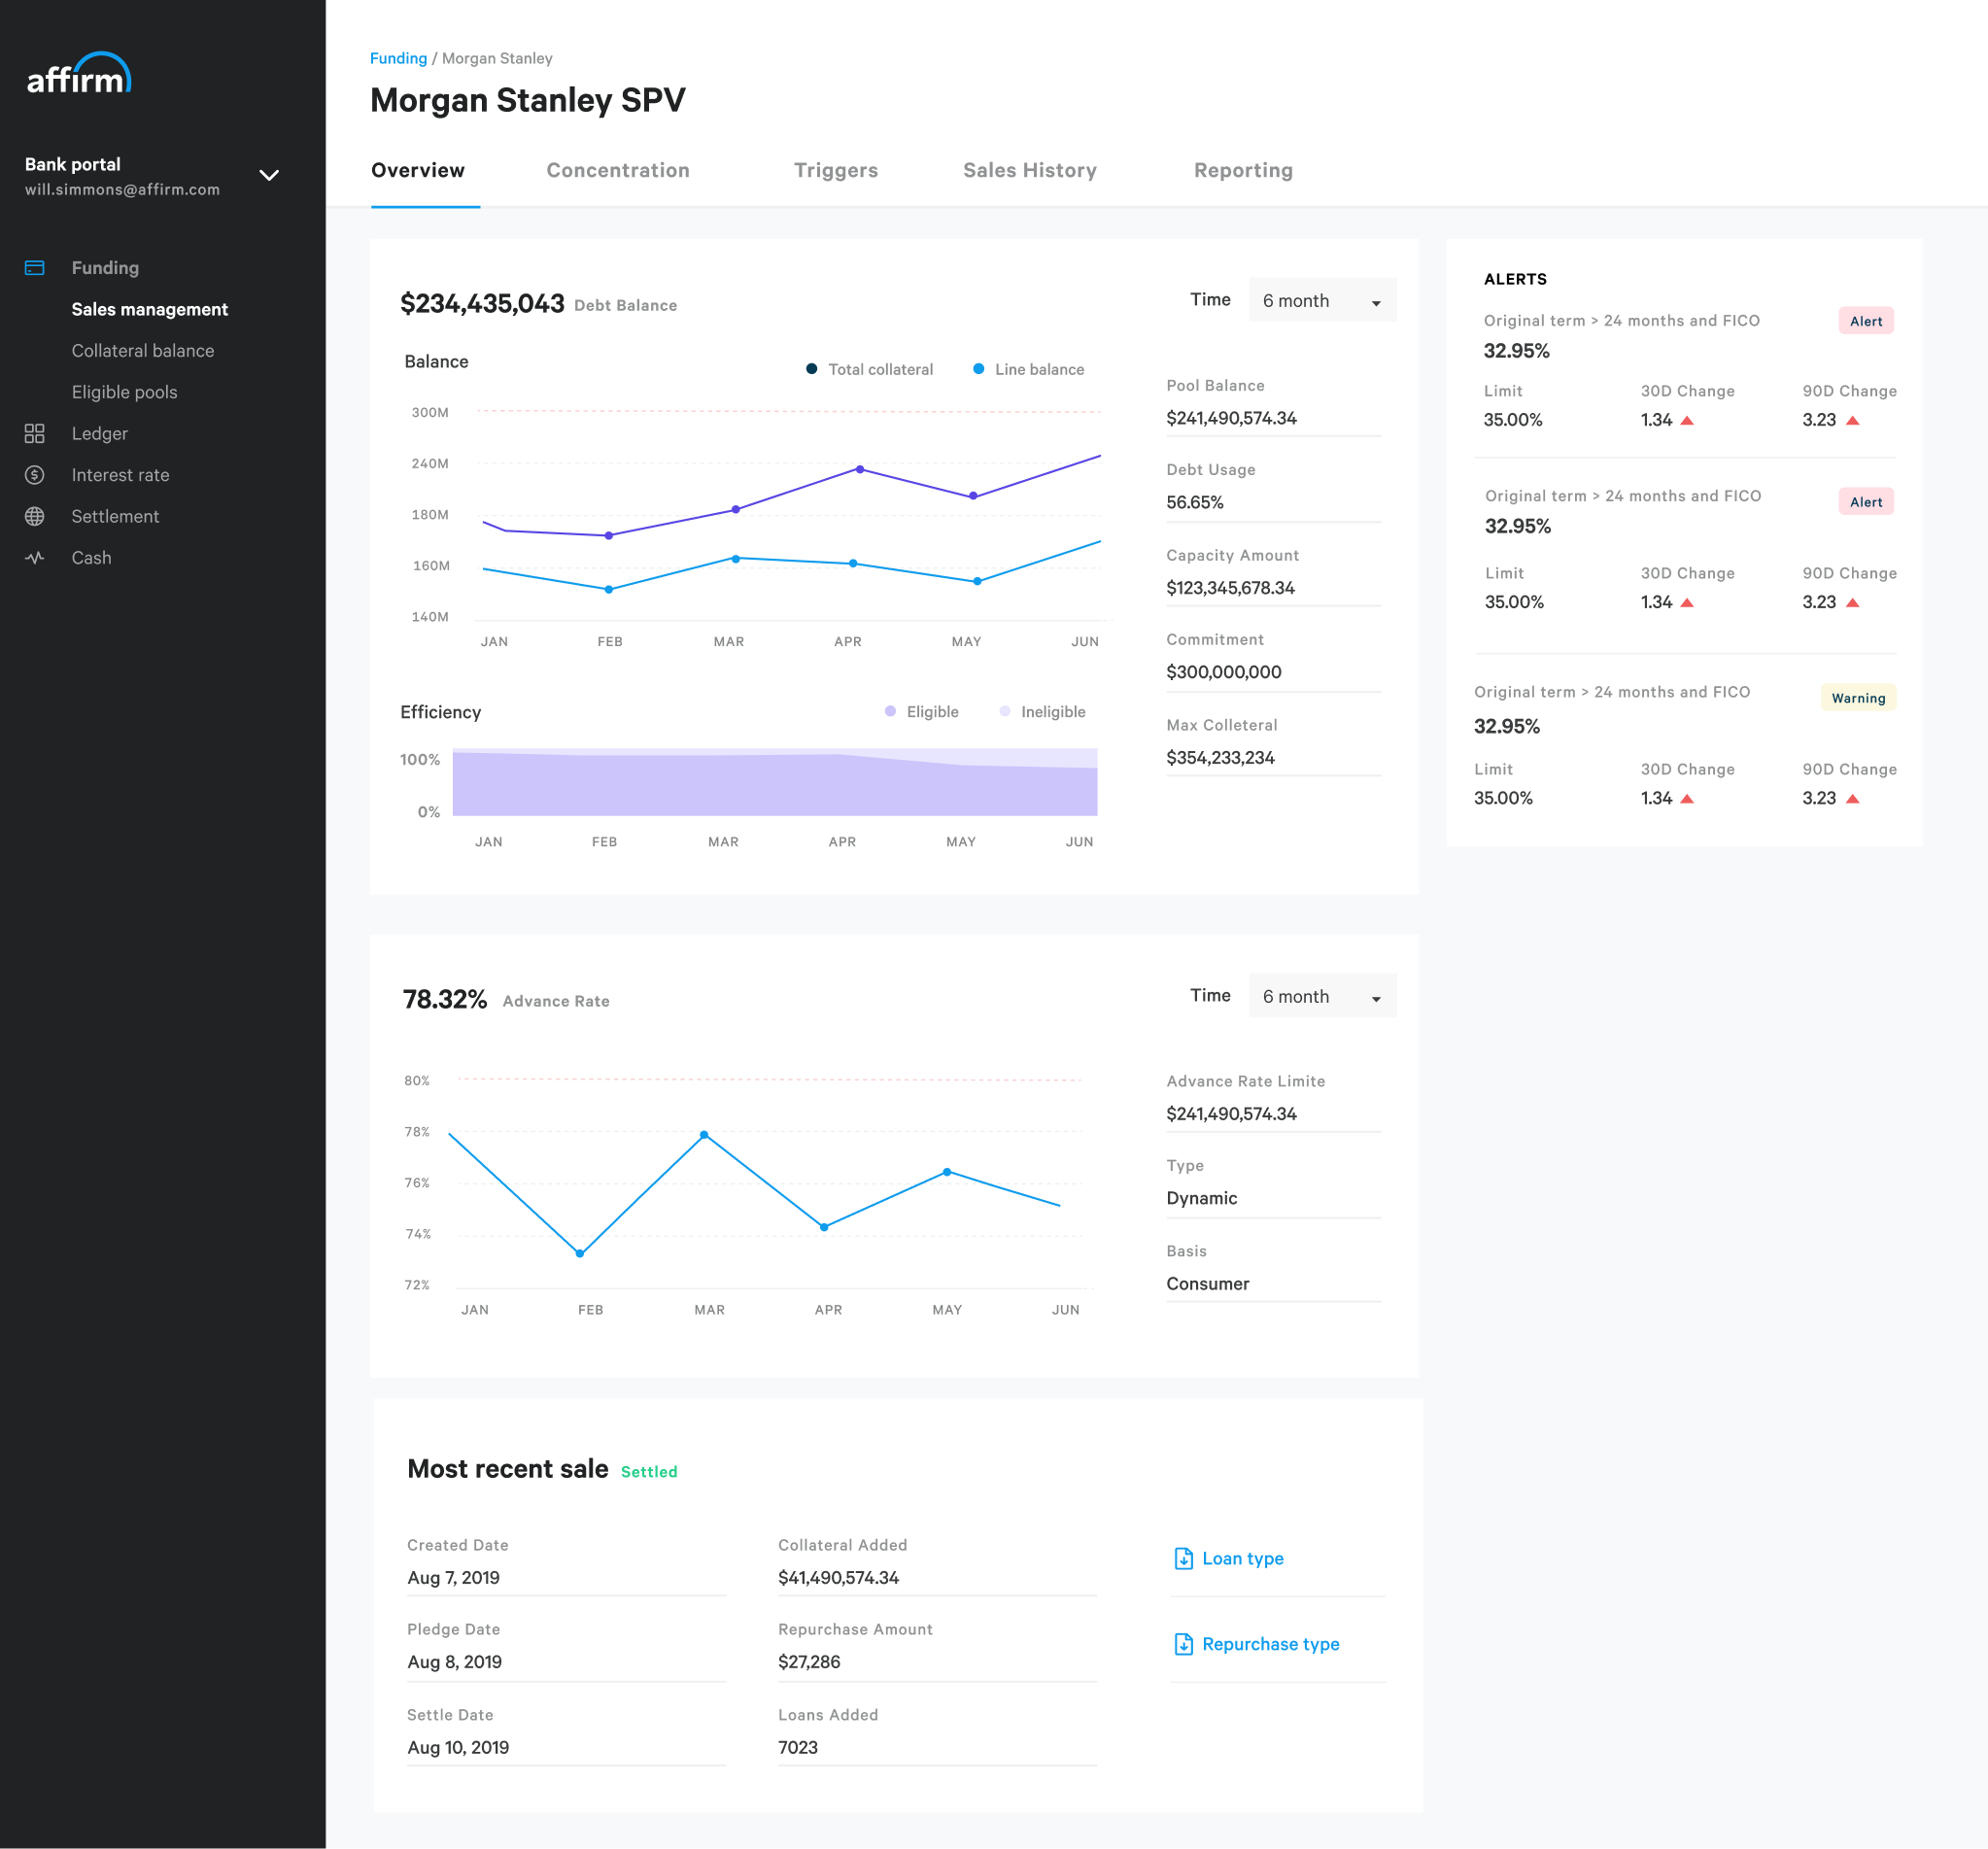 affirm
Bank portal
will.simmons@affirm.com
Funding
Sales management
Collateral balance
Eligible pools
Ledger
Interest rate
Settlement
Cash
Funding / Morgan Stanley
Morgan Stanley SPV
Overview Concentration Triggers Sales History Reporting
$234,435,043 Debt Balance
Time 6 month
Balance
Total collateral Line balance
300M
240M
180M
160M
140M
JAN FEB MAR APR MAY JUN
Efficiency
Eligible Ineligible
100%
0%
JAN FEB MAR APR MAY JUN
Pool Balance
$241,490,574.34
Debt Usage
56.65%
Capacity Amount
$123,345,678.34
Commitment
$300,000,000
Max Colleteral
$354,233,234
ALERTS
Original term > 24 months and FICO Alert
32.95%
Limit 30D Change 90D Change
35.00% 1.34 3.23
Original term > 24 months and FICO Alert
32.95%
Limit 30D Change 90D Change
35.00% 1.34 3.23
Original term > 24 months and FICO Warning
32.95%
Limit 30D Change 90D Change
35.00% 1.34 3.23
78.32% Advance Rate
Time 6 month
80%
78%
76%
74%
72%
JAN FEB MAR APR MAY JUN
Advance Rate Limite
$241,490,574.34
Type
Dynamic
Basis
Consumer
Most recent sale Settled
Created Date
Aug 7, 2019
Pledge Date
Aug 8, 2019
Settle Date
Aug 10, 2019
Collateral Added
$41,490,574.34
Repurchase Amount
$27,286
Loans Added
7023
Loan type
Repurchase type